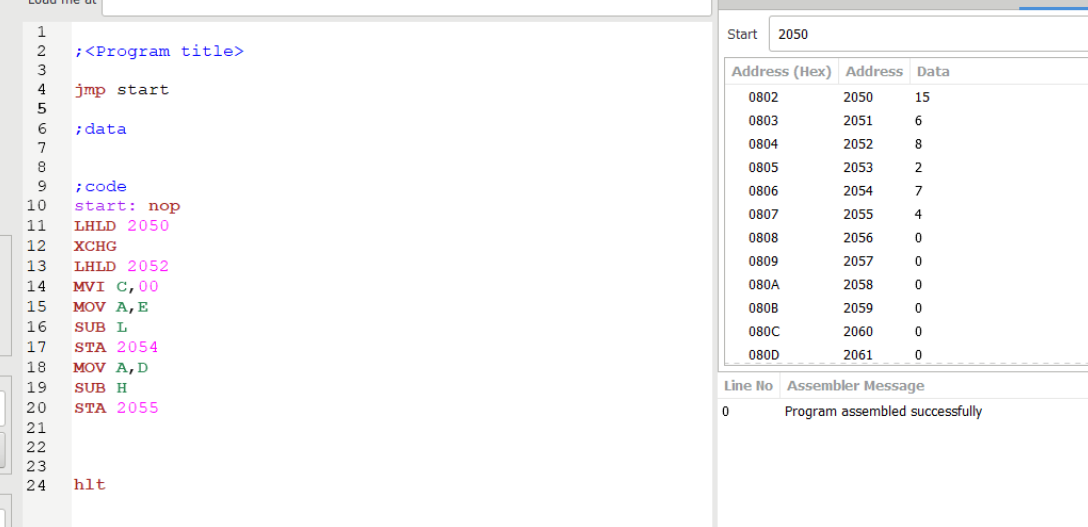 Load me at
1
2 ;<Program title>
3
4 jmp start
5
6 ;data
7
8
9 ;code
10 start: nop
11 LHLD 2050
12 XCHG
13 LHLD 2052
14 MVI C,00
15 MOV A,E
16 SUB L
17 STA 2054
18 MOV A,D
19 SUB H
20 STA 2055
21
22
23
24 hlt
Start 2050
Address (Hex) Address Data
0802 2050 15
0803 2051 6
0804 2052 8
0805 2053 2
0806 2054 7
0807 2055 4
0808 2056 0
0809 2057 0
080A 2058 0
080B 2059 0
080C 2060 0
080D 2061 0
Line No Assembler Message
0 Program assembled successfully